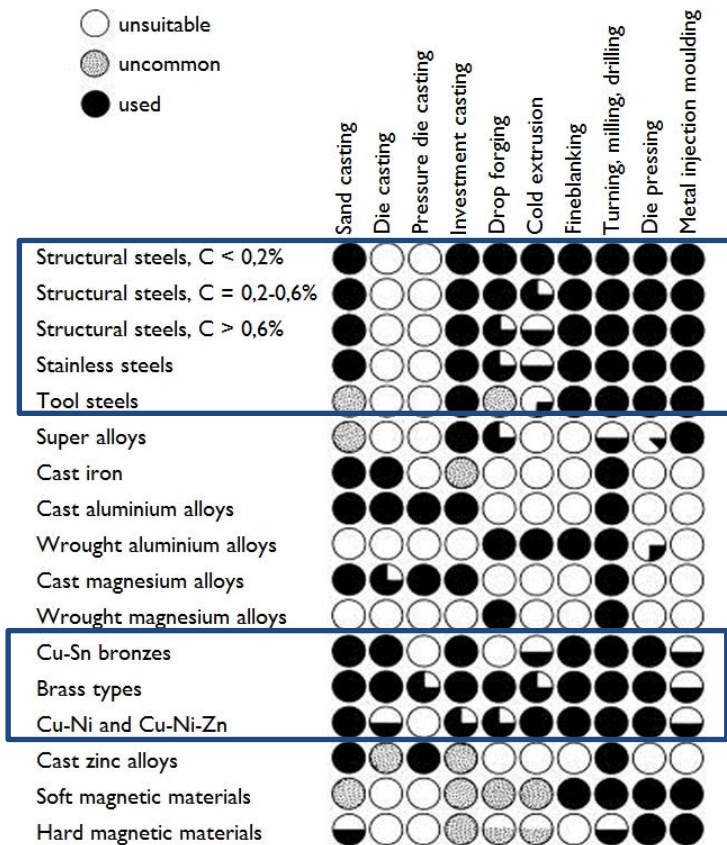 unsuitable
uncommon
used
Sand casting
Die casting
Pressure die casting
Investment casting
Drop forging
Cold extrusion
Fineblanking
Turning, milling, drilling
Die pressing
Metal injection moulding
Structural steels, C < 0,2%
Structural steels, C = 0,2-0,6%
Structural steels, C > 0,6%
Stainless steels
Tool steels
Super alloys
Cast iron
Cast aluminium alloys
Wrought aluminium alloys
Cast magnesium alloys
Wrought magnesium alloys
Cu-Sn bronzes
Brass types
Cu-Ni and Cu-Ni-Zn
Cast zinc alloys
Soft magnetic materials
Hard magnetic materials